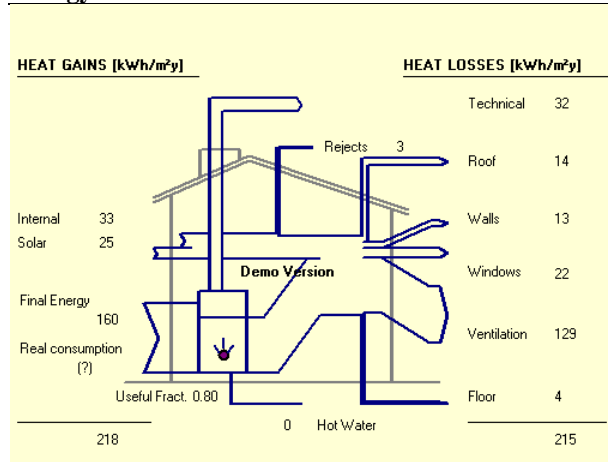 HEAT GAINS [kWh/m²y]
HEAT LOSSES [kWh/m²y]
Technical 32
Rejects 3
Roof 14
Internal 33
Walls 13
Solar 25
Demo Version
Windows 22
Final Energy
160
Real consumption
(?)
Ventilation 129
Useful Fract. 0.80
Floor 4
0 Hot Water
218
215